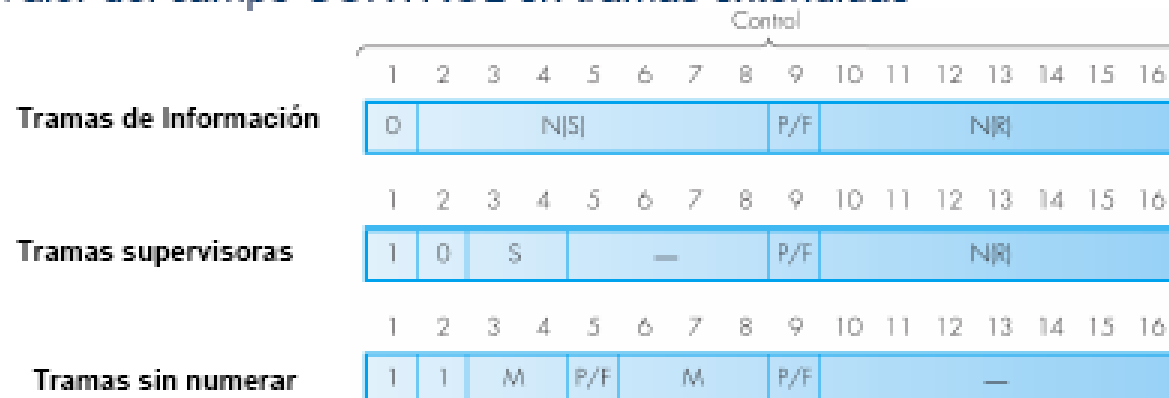 Control
1 2 3 4 5 6 7 8 9 10 11 12 13 14 15 16
Tramas de Información 0 N(S) P/F N(R)
1 2 3 4 5 6 7 8 9 10 11 12 13 14 15 16
Tramas supervisoras 1 0 S — P/F N(R)
1 2 3 4 5 6 7 8 9 10 11 12 13 14 15 16
Tramas sin numerar 1 1 M P/F M P/F —